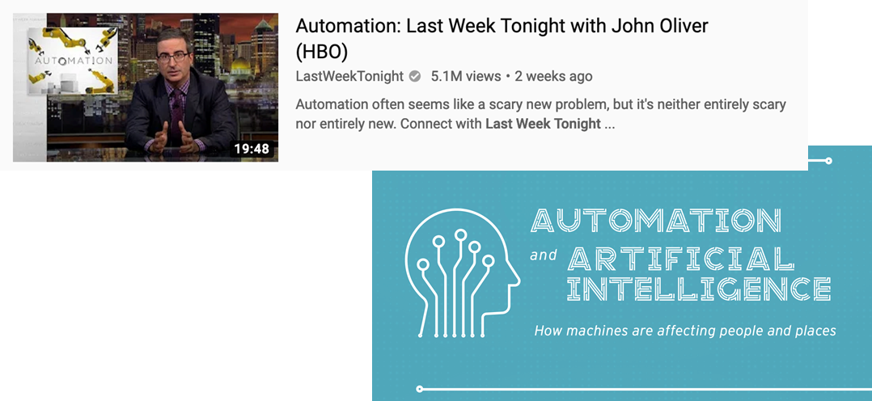 Automation: Last Week Tonight with John Oliver
(HBO)
LastWeekTonight 5.1M views • 2 weeks ago
Automation often seems like a scary new problem, but it's neither entirely scary
nor entirely new. Connect with Last Week Tonight ...
AUTOMATION
19:48
AUTOMATION
and ARTIFICIAL
INTELLIGENCE
How machines are affecting people and places